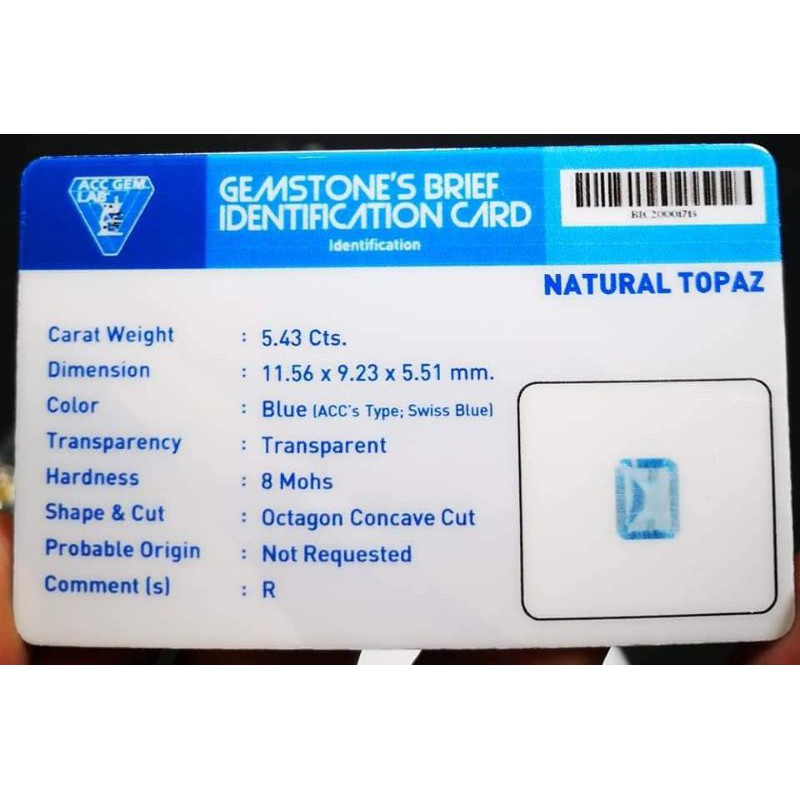 ACC GEM
LAB
GEMSTONE'S BRIEF
IDENTIFICATION CARD
Identification
NATURAL TOPAZ
Carat Weight : 5.43 Cts.
Dimension : 11.56 x 9.23 x 5.51 mm.
Color : Blue (ACC's Type; Swiss Blue)
Transparency : Transparent
Hardness : 8 Mohs
Shape & Cut : Octagon Concave Cut
Probable Origin : Not Requested
Comment (s) : R